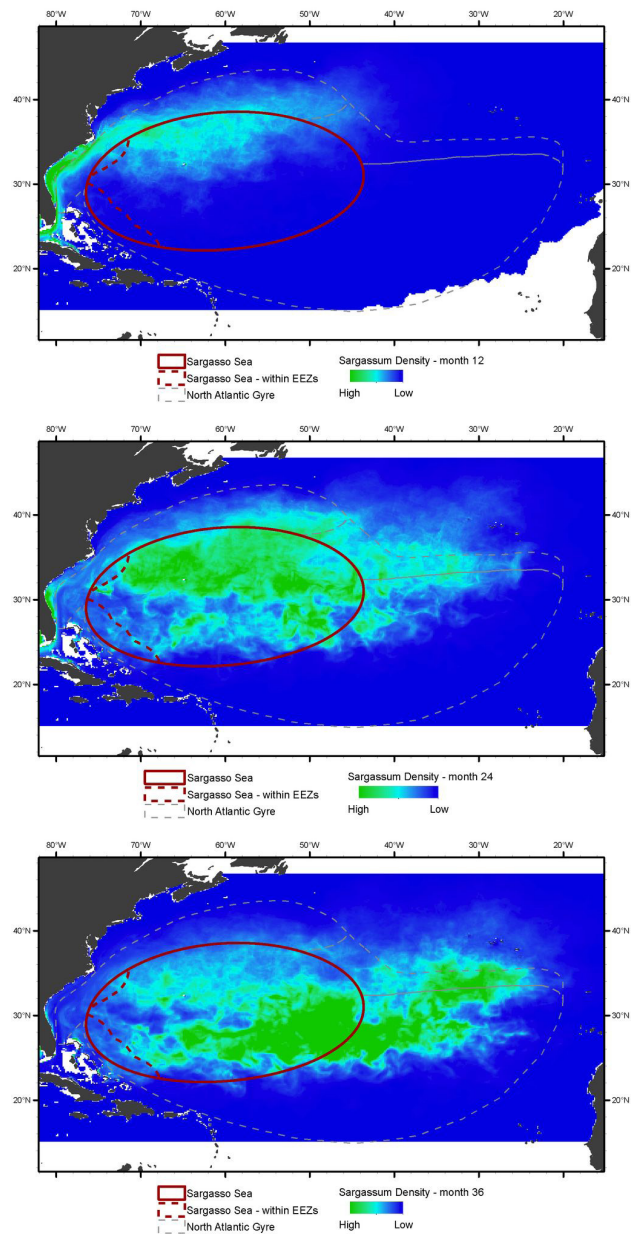 80°W 70°W 60°W 50°W 40°W 30°W 20°W
40°N 40°N
30°N 30°N
20°N 20°N
Sargasso Sea
Sargasso Sea - within EEZs
North Atlantic Gyre
Sargassum Density - month 12
High Low
80°W 70°W 60°W 50°W 40°W 30°W 20°W
40°N 40°N
30°N 30°N
20°N 20°N
Sargasso Sea
Sargasso Sea - within EEZs
North Atlantic Gyre
Sargassum Density - month 24
High Low
80°W 70°W 60°W 50°W 40°W 30°W 20°W
40°N 40°N
30°N 30°N
20°N 20°N
Sargasso Sea
Sargasso Sea - within EEZs
North Atlantic Gyre
Sargassum Density - month 36
High Low